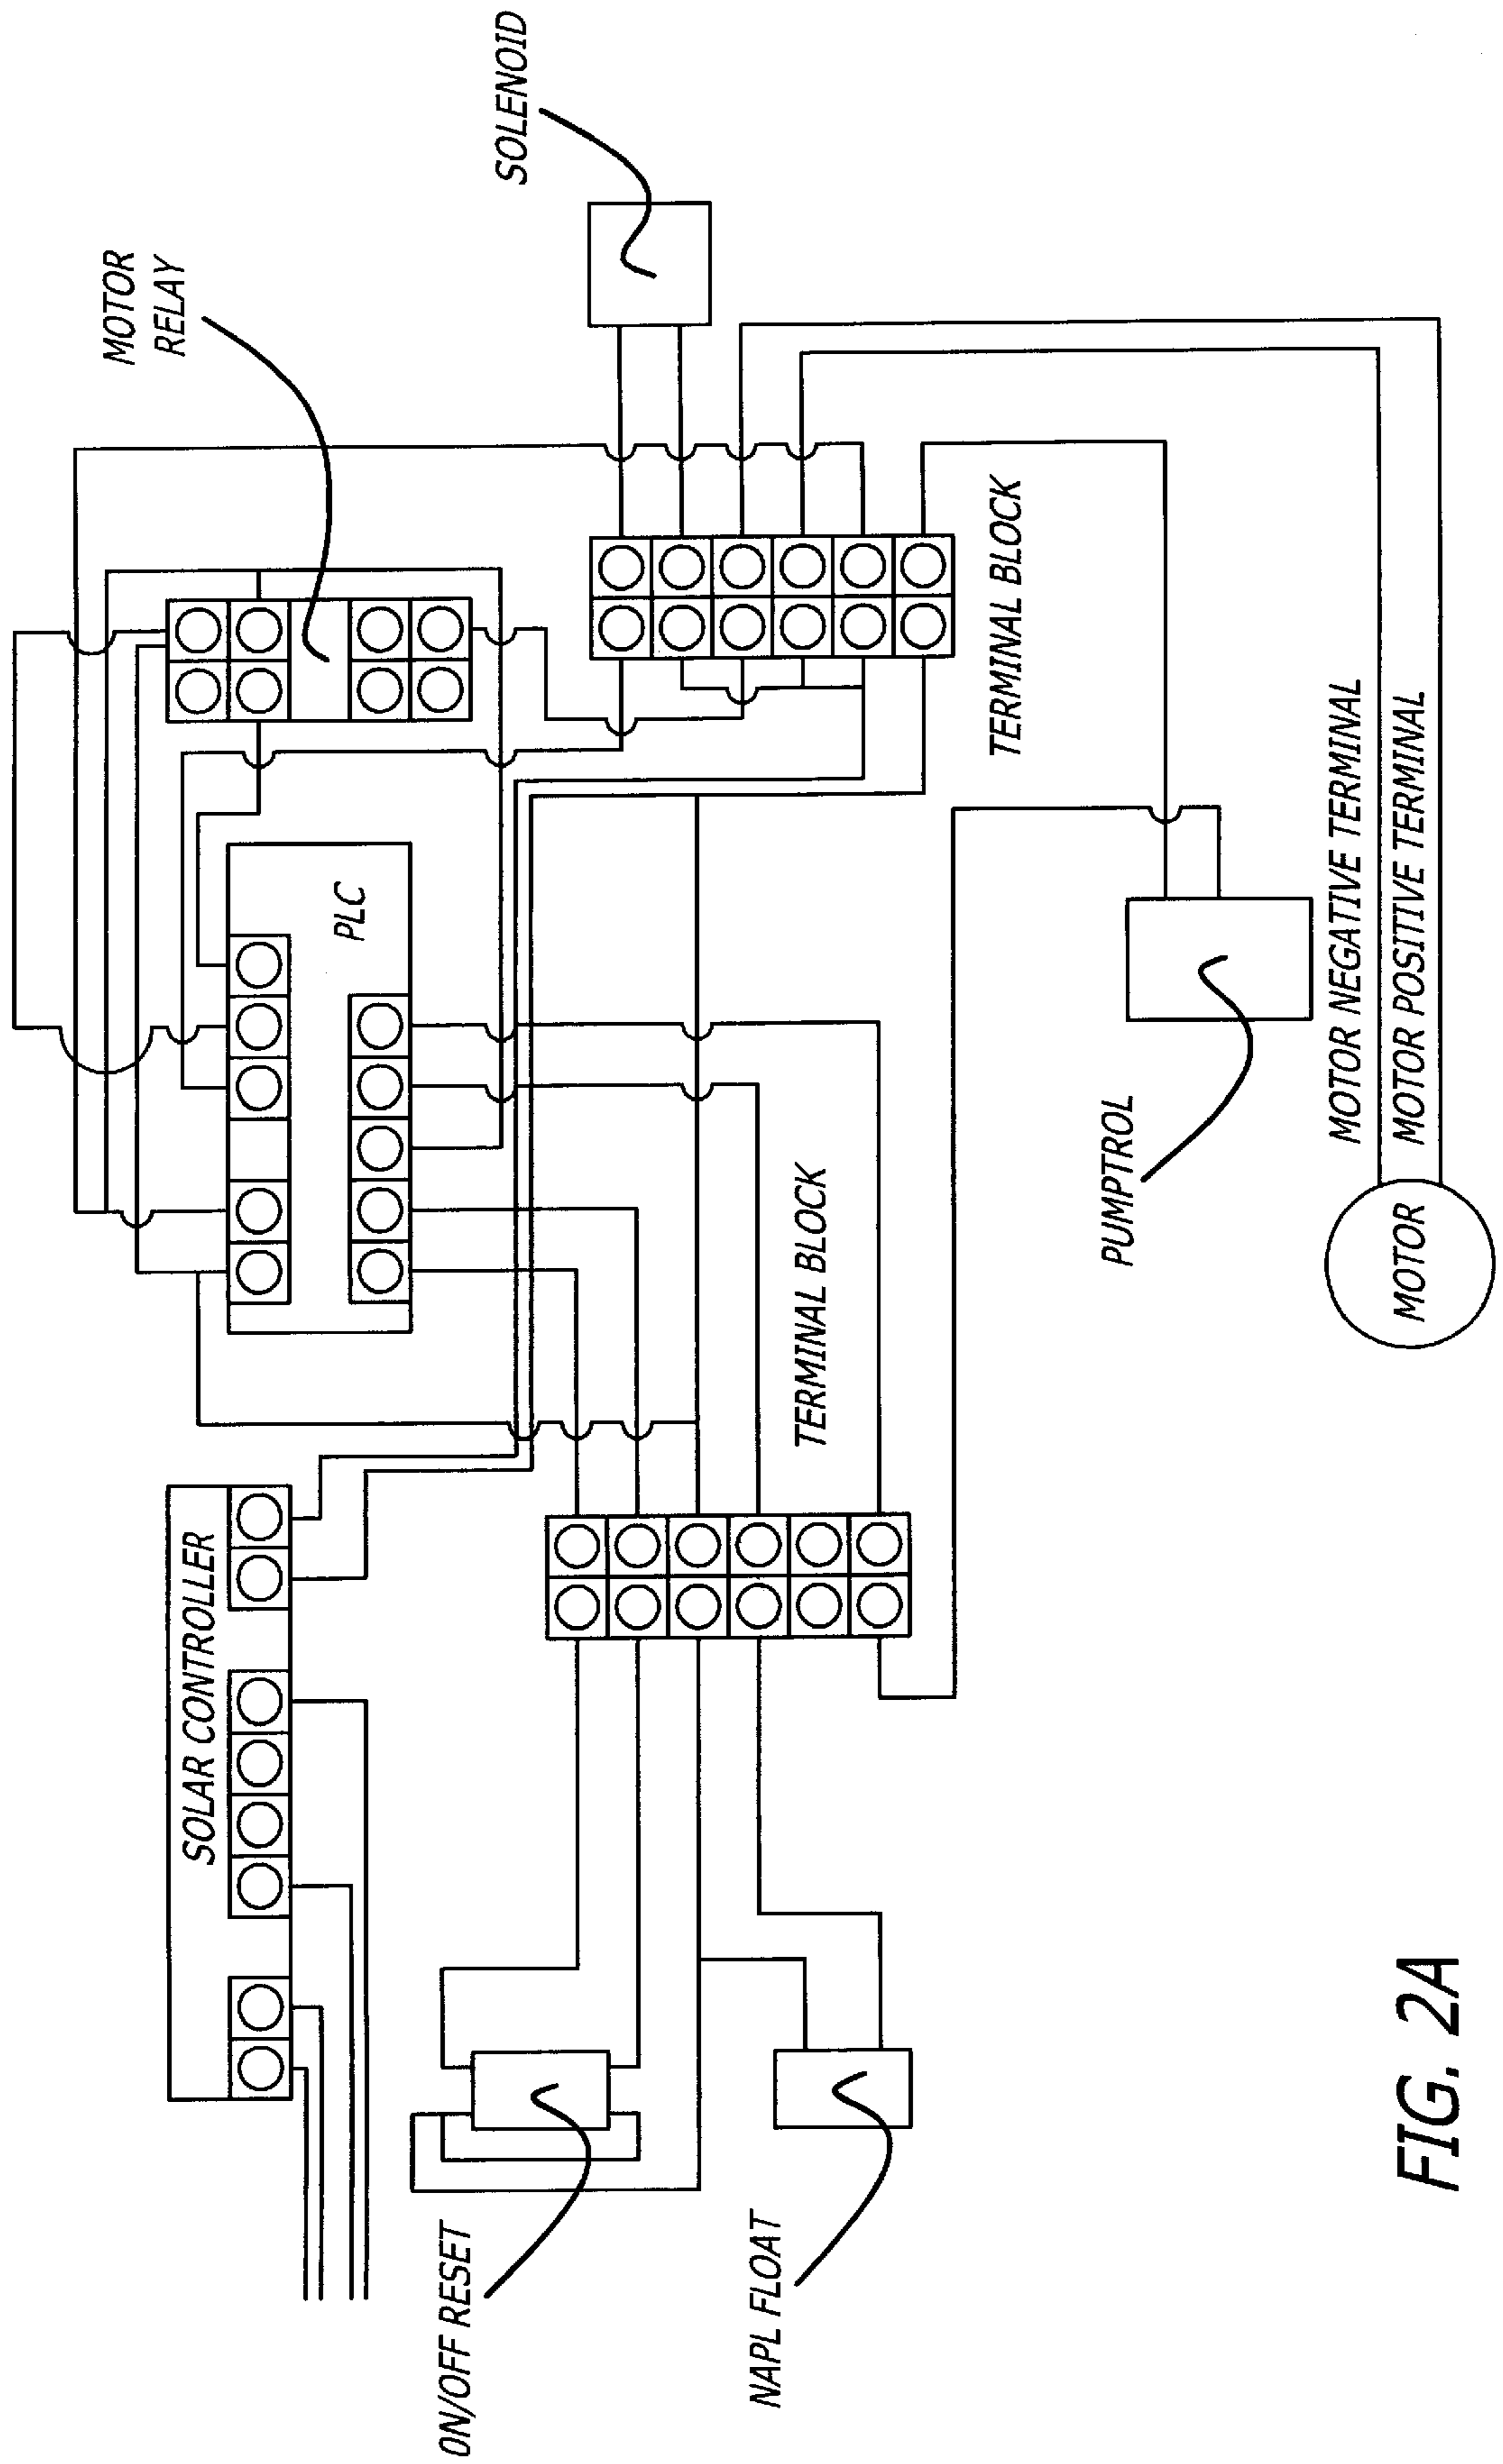 SOLENOID
MOTOR
RELAY
TERMINAL BLOCK
PLC
MOTOR NEGATIVE TERMINAL
MOTOR POSITIVE TERMINAL
PUMPTROL
MOTOR
TERMINAL BLOCK
SOLAR CONTROLLER
ON/OFF RESET
NAPL FLOAT
FIG. 2A